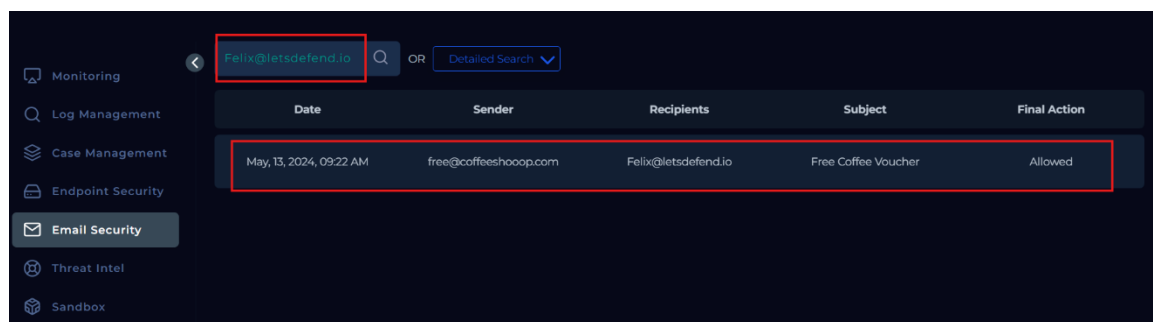 Felix@letsdefend.io OR Detailed Search
Monitoring
Log Management
Case Management
Endpoint Security
Email Security
Threat Intel
Sandbox
Date Sender Recipients Subject Final Action
May, 13, 2024, 09:22 AM free@coffeeshooop.com Felix@letsdefend.io Free Coffee Voucher Allowed